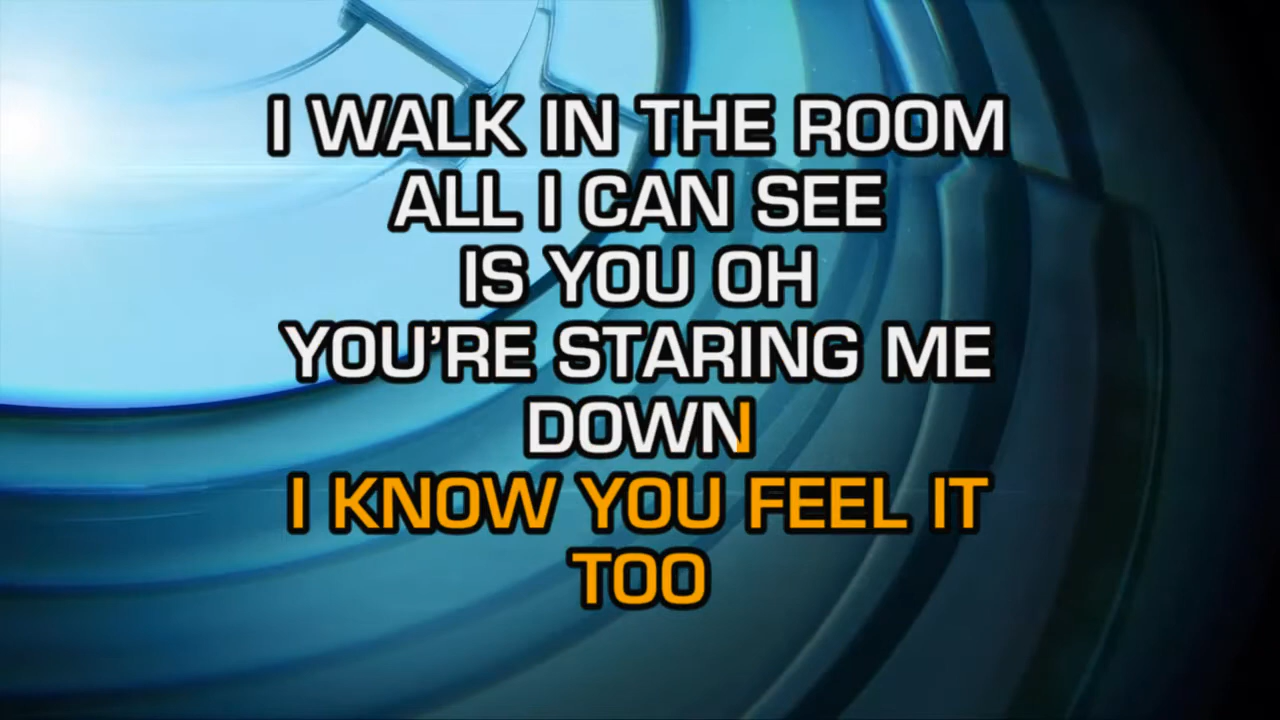 I WALK IN THE ROOM
ALL I CAN SEE
IS YOU OH
YOU'RE STARING ME
DOWN
I KNOW YOU FEEL IT
TOO